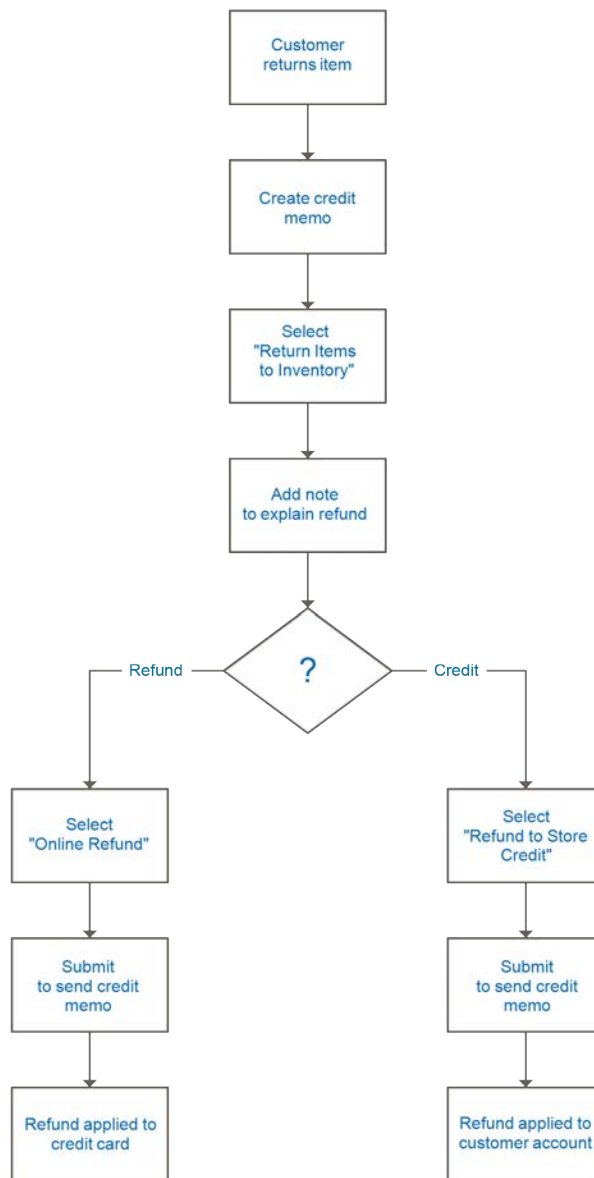 Customer
returns item
Create credit
memo
Select
"Return Items
to Inventory"
Add note
to explain refund
?
Refund
Credit
Select
"Online Refund"
Select
"Refund to Store
Credit"
Submit
to send credit
memo
Submit
to send credit
memo
Refund applied to
credit card
Refund applied to
customer account